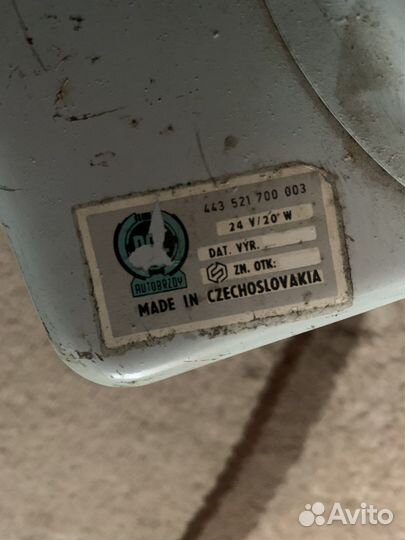 443 521 700 003
24 V/20 W
DAT. VÝR.
ZN. OTK:
AUTOBRZDY
MADE IN CZECHOSLOVAKIA
Avito